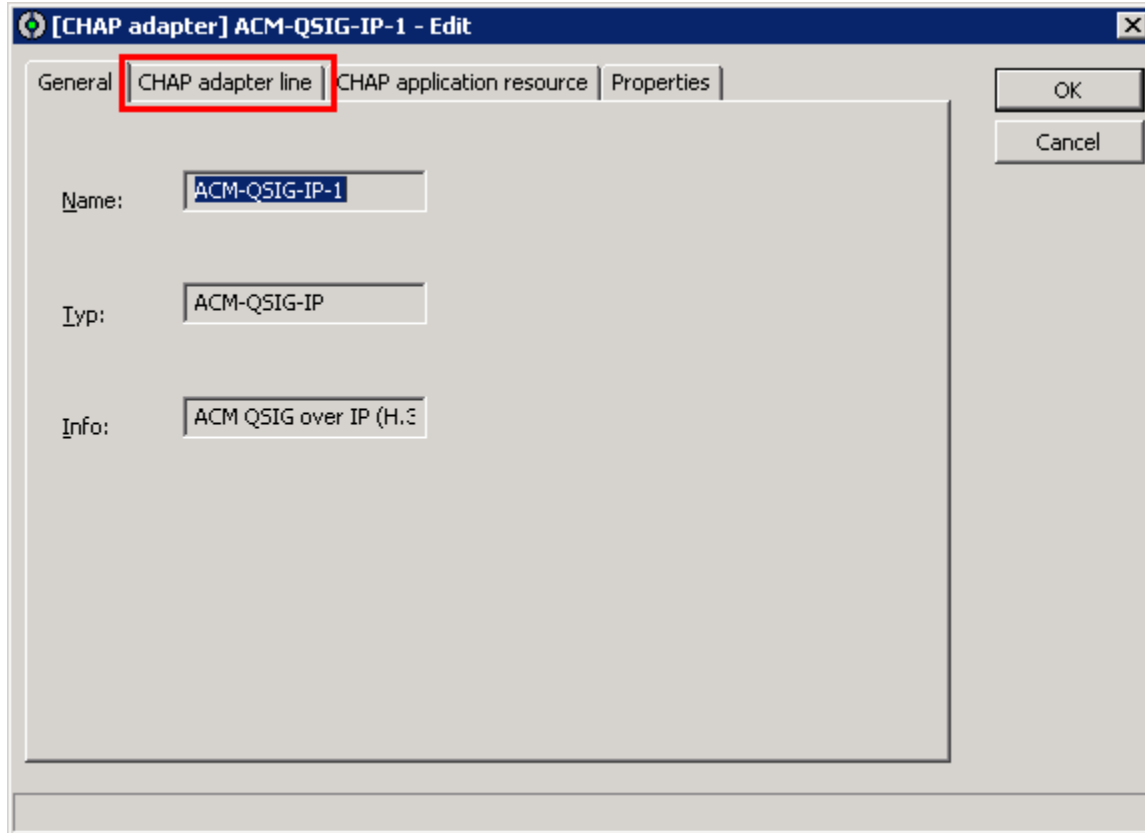 [CHAP adapter] ACM-QSIG-IP-1 - Edit
General CHAP adapter line CHAP application resource Properties
OK
Cancel
Name: ACM-QSIG-IP-1
Typ: ACM-QSIG-IP
Info: ACM QSIG over IP (H.3